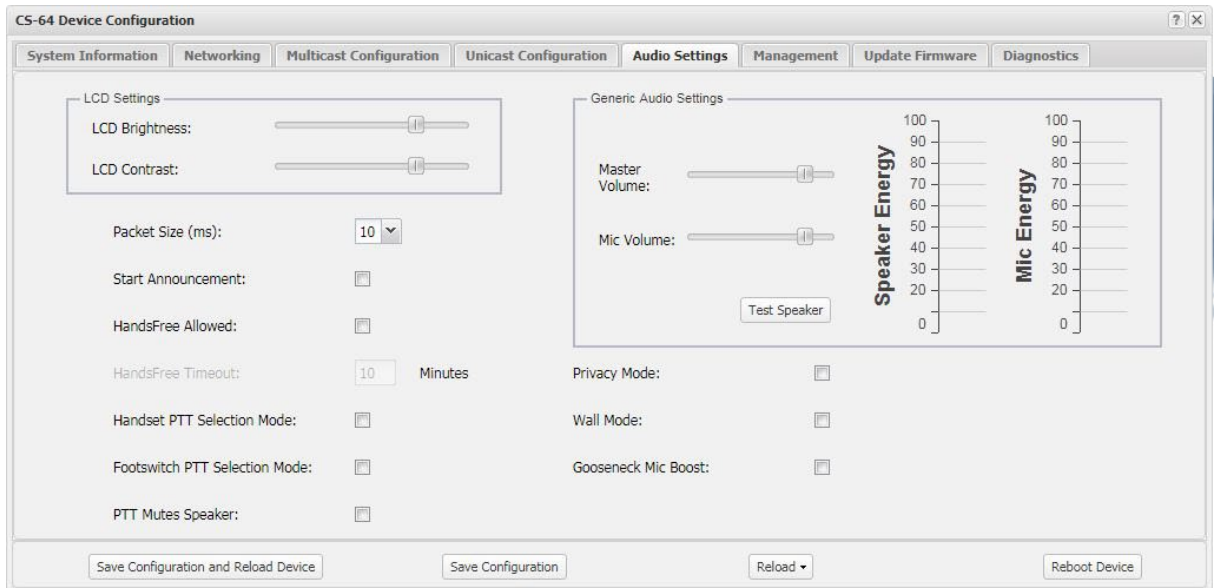 CS-64 Device Configuration
System Information
Networking
Multicast Configuration
Unicast Configuration
Audio Settings
Management
Update Firmware
Diagnostics
LCD Settings
LCD Brightness:
LCD Contrast:
Packet Size (ms):
10
Start Announcement:
HandsFree Allowed:
HandsFree Timeout:
10
Minutes
Handset PTT Selection Mode:
Footswitch PTT Selection Mode:
PTT Mutes Speaker:
Generic Audio Settings
Master
Volume:
Mic Volume:
Test Speaker
Speaker Energy
100
90
80
70
60
50
40
30
20
0
Mic Energy
100
90
80
70
60
50
40
30
20
0
Privacy Mode:
Wall Mode:
Gooseneck Mic Boost:
Save Configuration and Reload Device
Save Configuration
Reload
Reboot Device